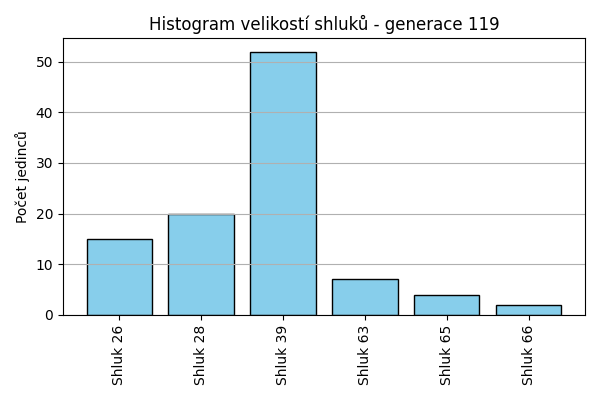 Histogram velikostí shluků - generace 119
Počet jedinců
50
40
30
20
10
0
Shluk 26
Shluk 28
Shluk 39
Shluk 63
Shluk 65
Shluk 66